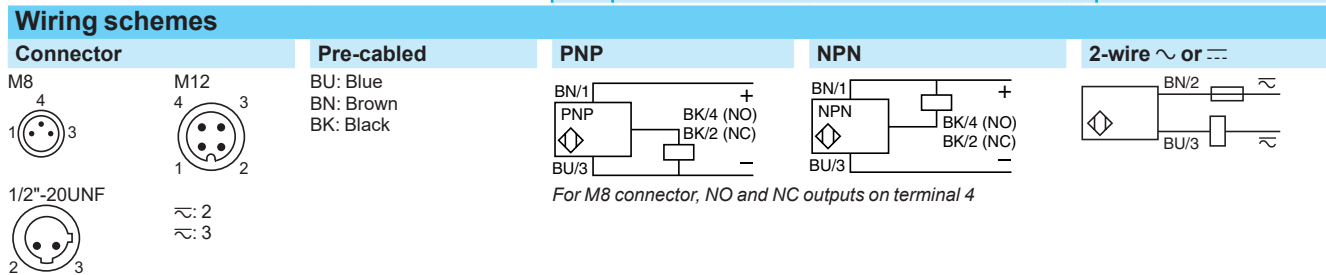 Wiring schemes
Connector
Pre-cabled
PNP
NPN
2-wire ∼ or ⎓
M8
4
1
3
M12
4
3
1
2
1/2"-20UNF
2
3
≂: 2
≂: 3
BU: Blue
BN: Brown
BK: Black
BN/1
+
PNP
BK/4 (NO)
BK/2 (NC)
–
BU/3
BN/1
+
NPN
BK/4 (NO)
BK/2 (NC)
–
BU/3
For M8 connector, NO and NC outputs on terminal 4
BN/2
≂
BU/3
≂